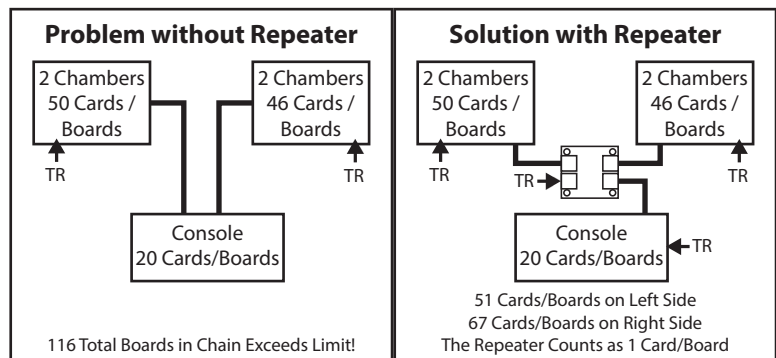 Problem without Repeater
2 Chambers
50 Cards /
Boards
TR
2 Chambers
46 Cards /
Boards
TR
Console
20 Cards/Boards
116 Total Boards in Chain Exceeds Limit!
Solution with Repeater
2 Chambers
50 Cards /
Boards
TR
2 Chambers
46 Cards /
Boards
TR
TR
Console
20 Cards/Boards
TR
51 Cards/Boards on Left Side
67 Cards/Boards on Right Side
The Repeater Counts as 1 Card/Board